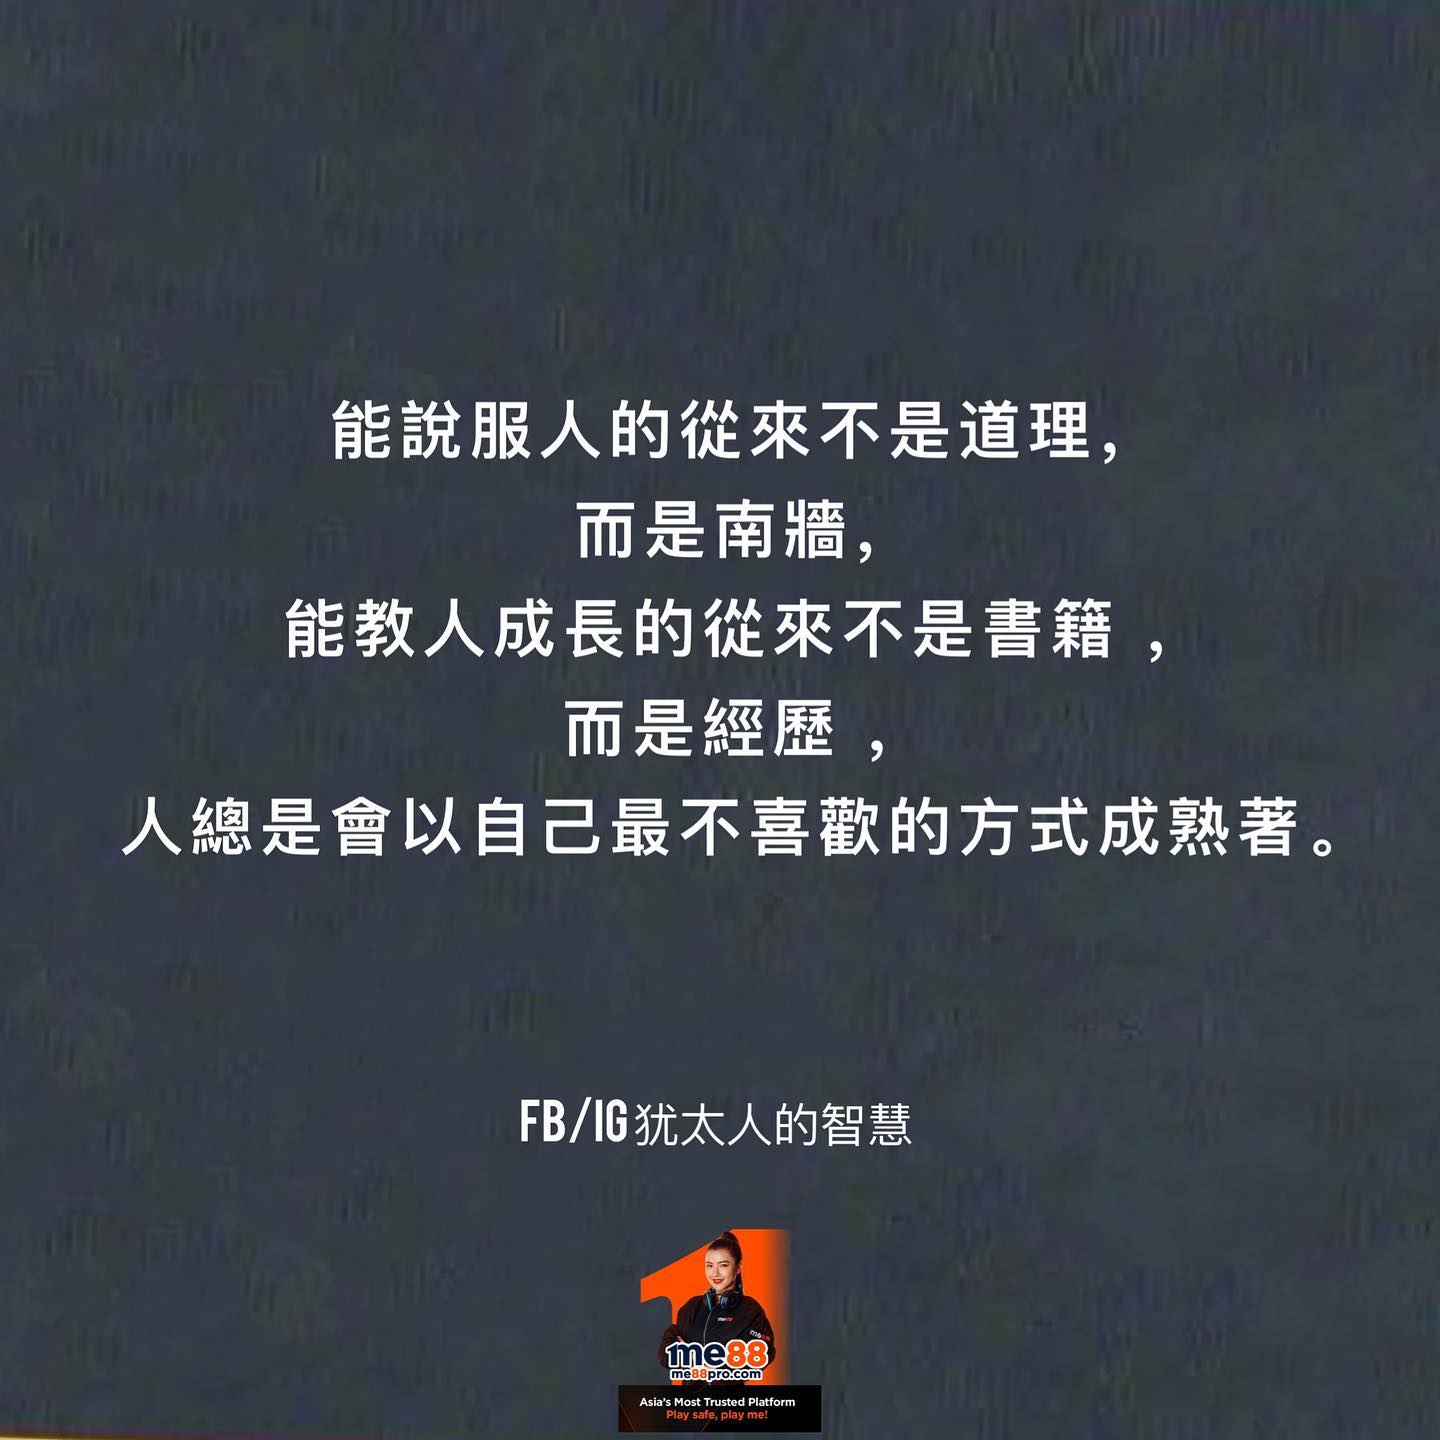 能說服人的從來不是道理，
而是南牆，
能教人成長的從來不是書籍 ，
而是經歷 ，
人總是會以自己最不喜歡的方式成熟著。
FB/IG犹太人的智慧
1
me88
me88
me88
me88pro.com
Asia's Most Trusted Platform
Play safe, play me!